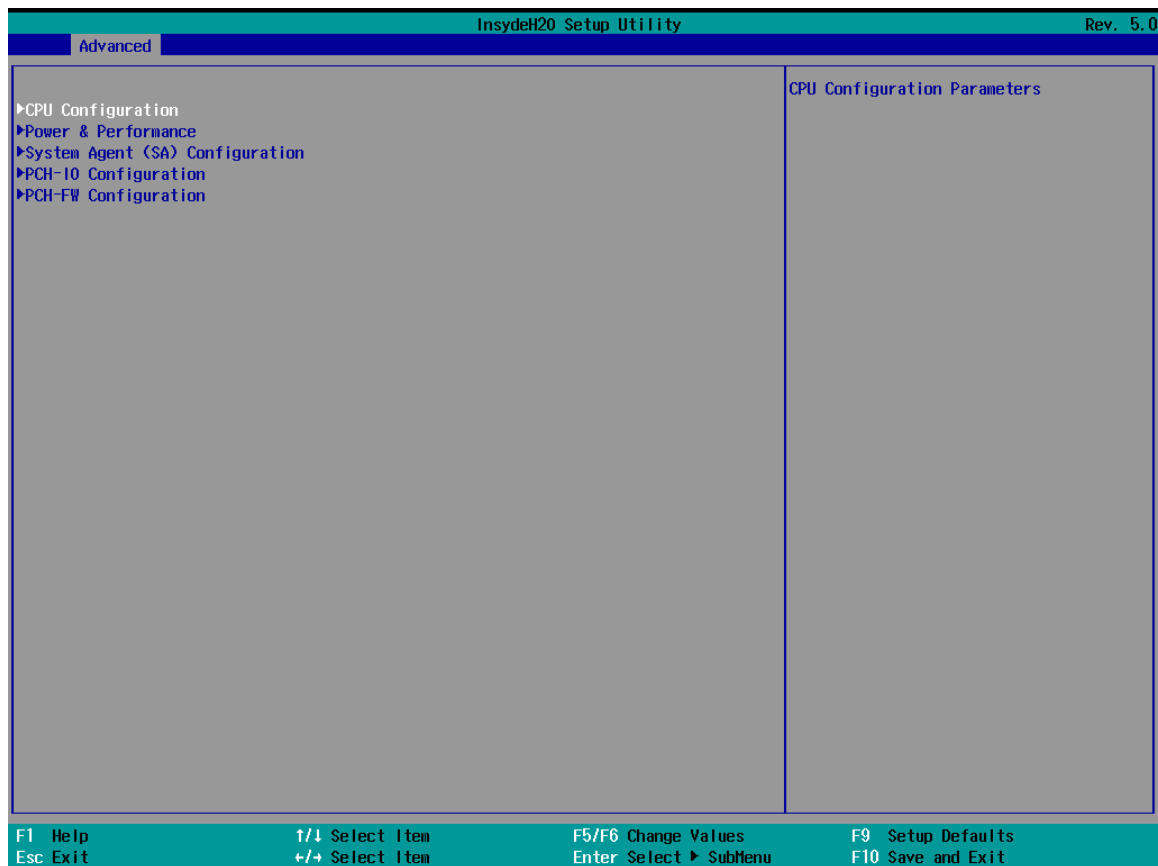 InsydeH20 Setup Utility Rev. 5.0
Advanced
CPU Configuration Parameters
▶CPU Configuration
▶Power & Performance
▶System Agent (SA) Configuration
▶PCH-IO Configuration
▶PCH-FW Configuration
F1 Help ↑/↓ Select Item F5/F6 Change Values F9 Setup Defaults
Esc Exit ←/→ Select Item Enter Select ▶ SubMenu F10 Save and Exit